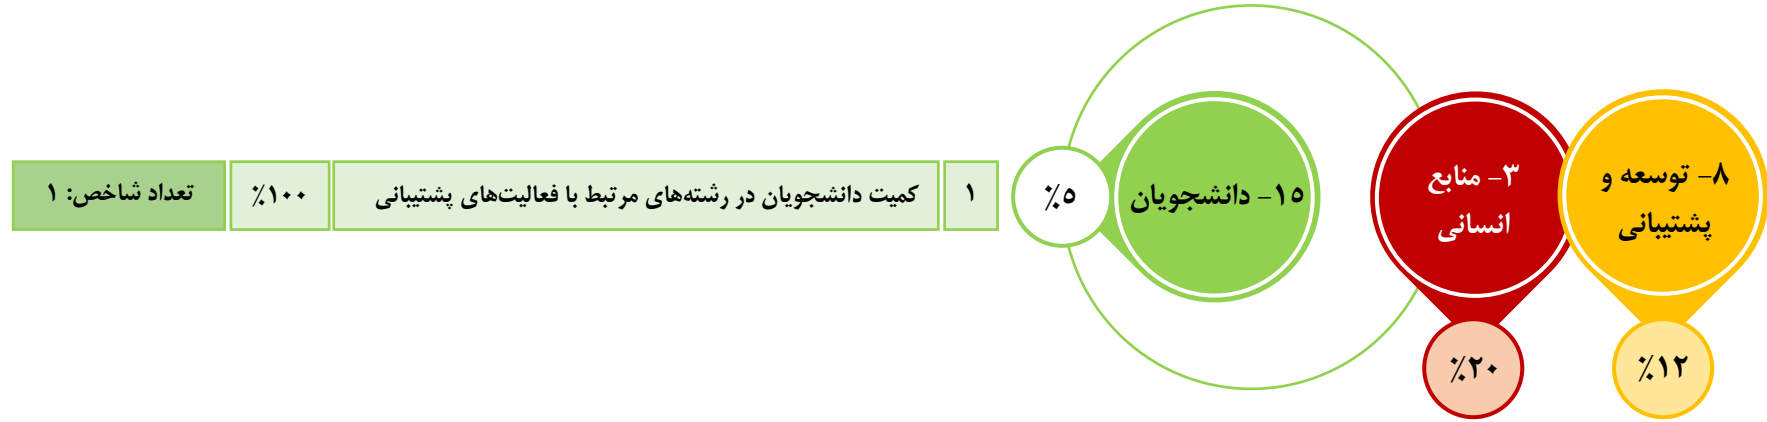 ۸- توسعه و
پشتیبانی
٪۱۲
۳- منابع
انسانی
٪۲۰
۱۵- دانشجویان
٪۵
۱
کمیت دانشجویان در رشته‌های مرتبط با فعالیت‌های پشتیبانی
٪۱۰۰
تعداد شاخص: ۱